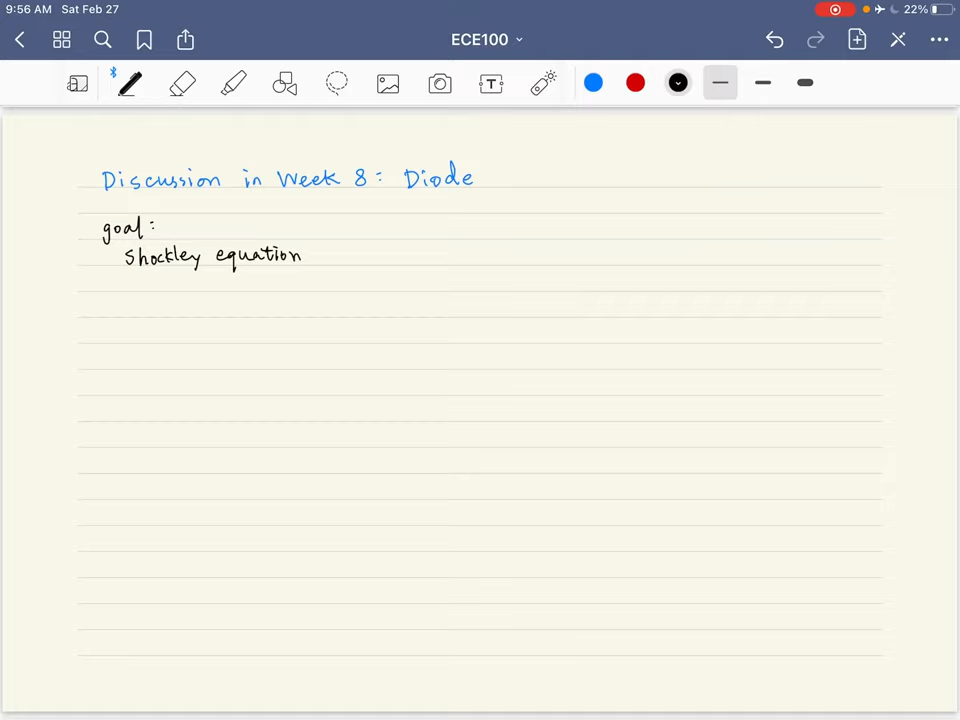 9:56 AM Sat Feb 27
22%
ECE100
T
Discussion in Week 8: Diode
goal:
Shockley equation